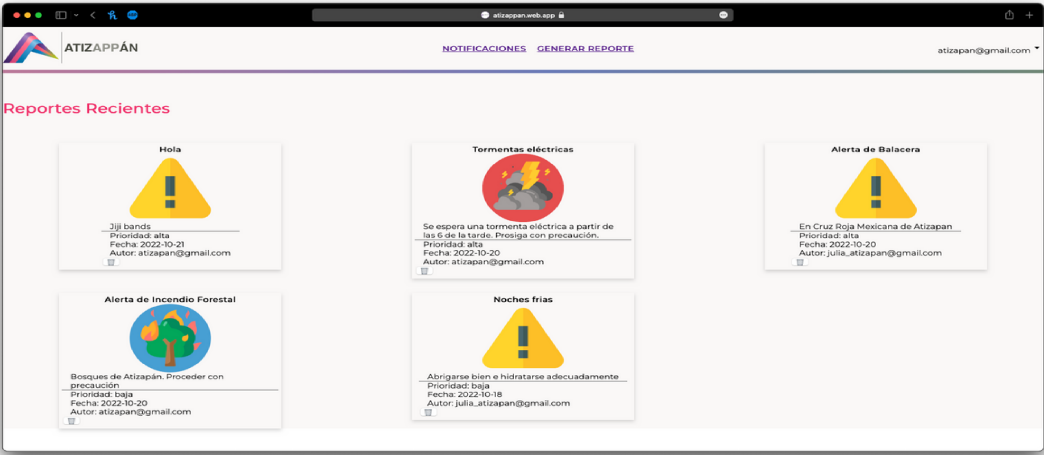 atizappan.web.app
ATIZAPPÁN
NOTIFICACIONES GENERAR REPORTE
atizapan@gmail.com
Reportes Recientes
Hola
Jiji bands
Prioridad: alta
Fecha: 2022-10-21
Autor: atizapan@gmail.com
Tormentas eléctricas
Se espera una tormenta eléctrica a partir de
las 6 de la tarde. Prosiga con precaución.
Prioridad: alta
Fecha: 2022-10-20
Autor: atizapan@gmail.com
Alerta de Balacera
En Cruz Roja Mexicana de Atizapan
Prioridad: alta
Fecha: 2022-10-20
Autor: julia_atizapan@gmail.com
Alerta de Incendio Forestal
Bosques de Atizapán. Proceder con
precaución
Prioridad: baja
Fecha: 2022-10-20
Autor: atizapan@gmail.com
Noches frias
Abrigarse bien e hidratarse adecuadamente
Prioridad: baja
Fecha: 2022-10-18
Autor: julia_atizapan@gmail.com